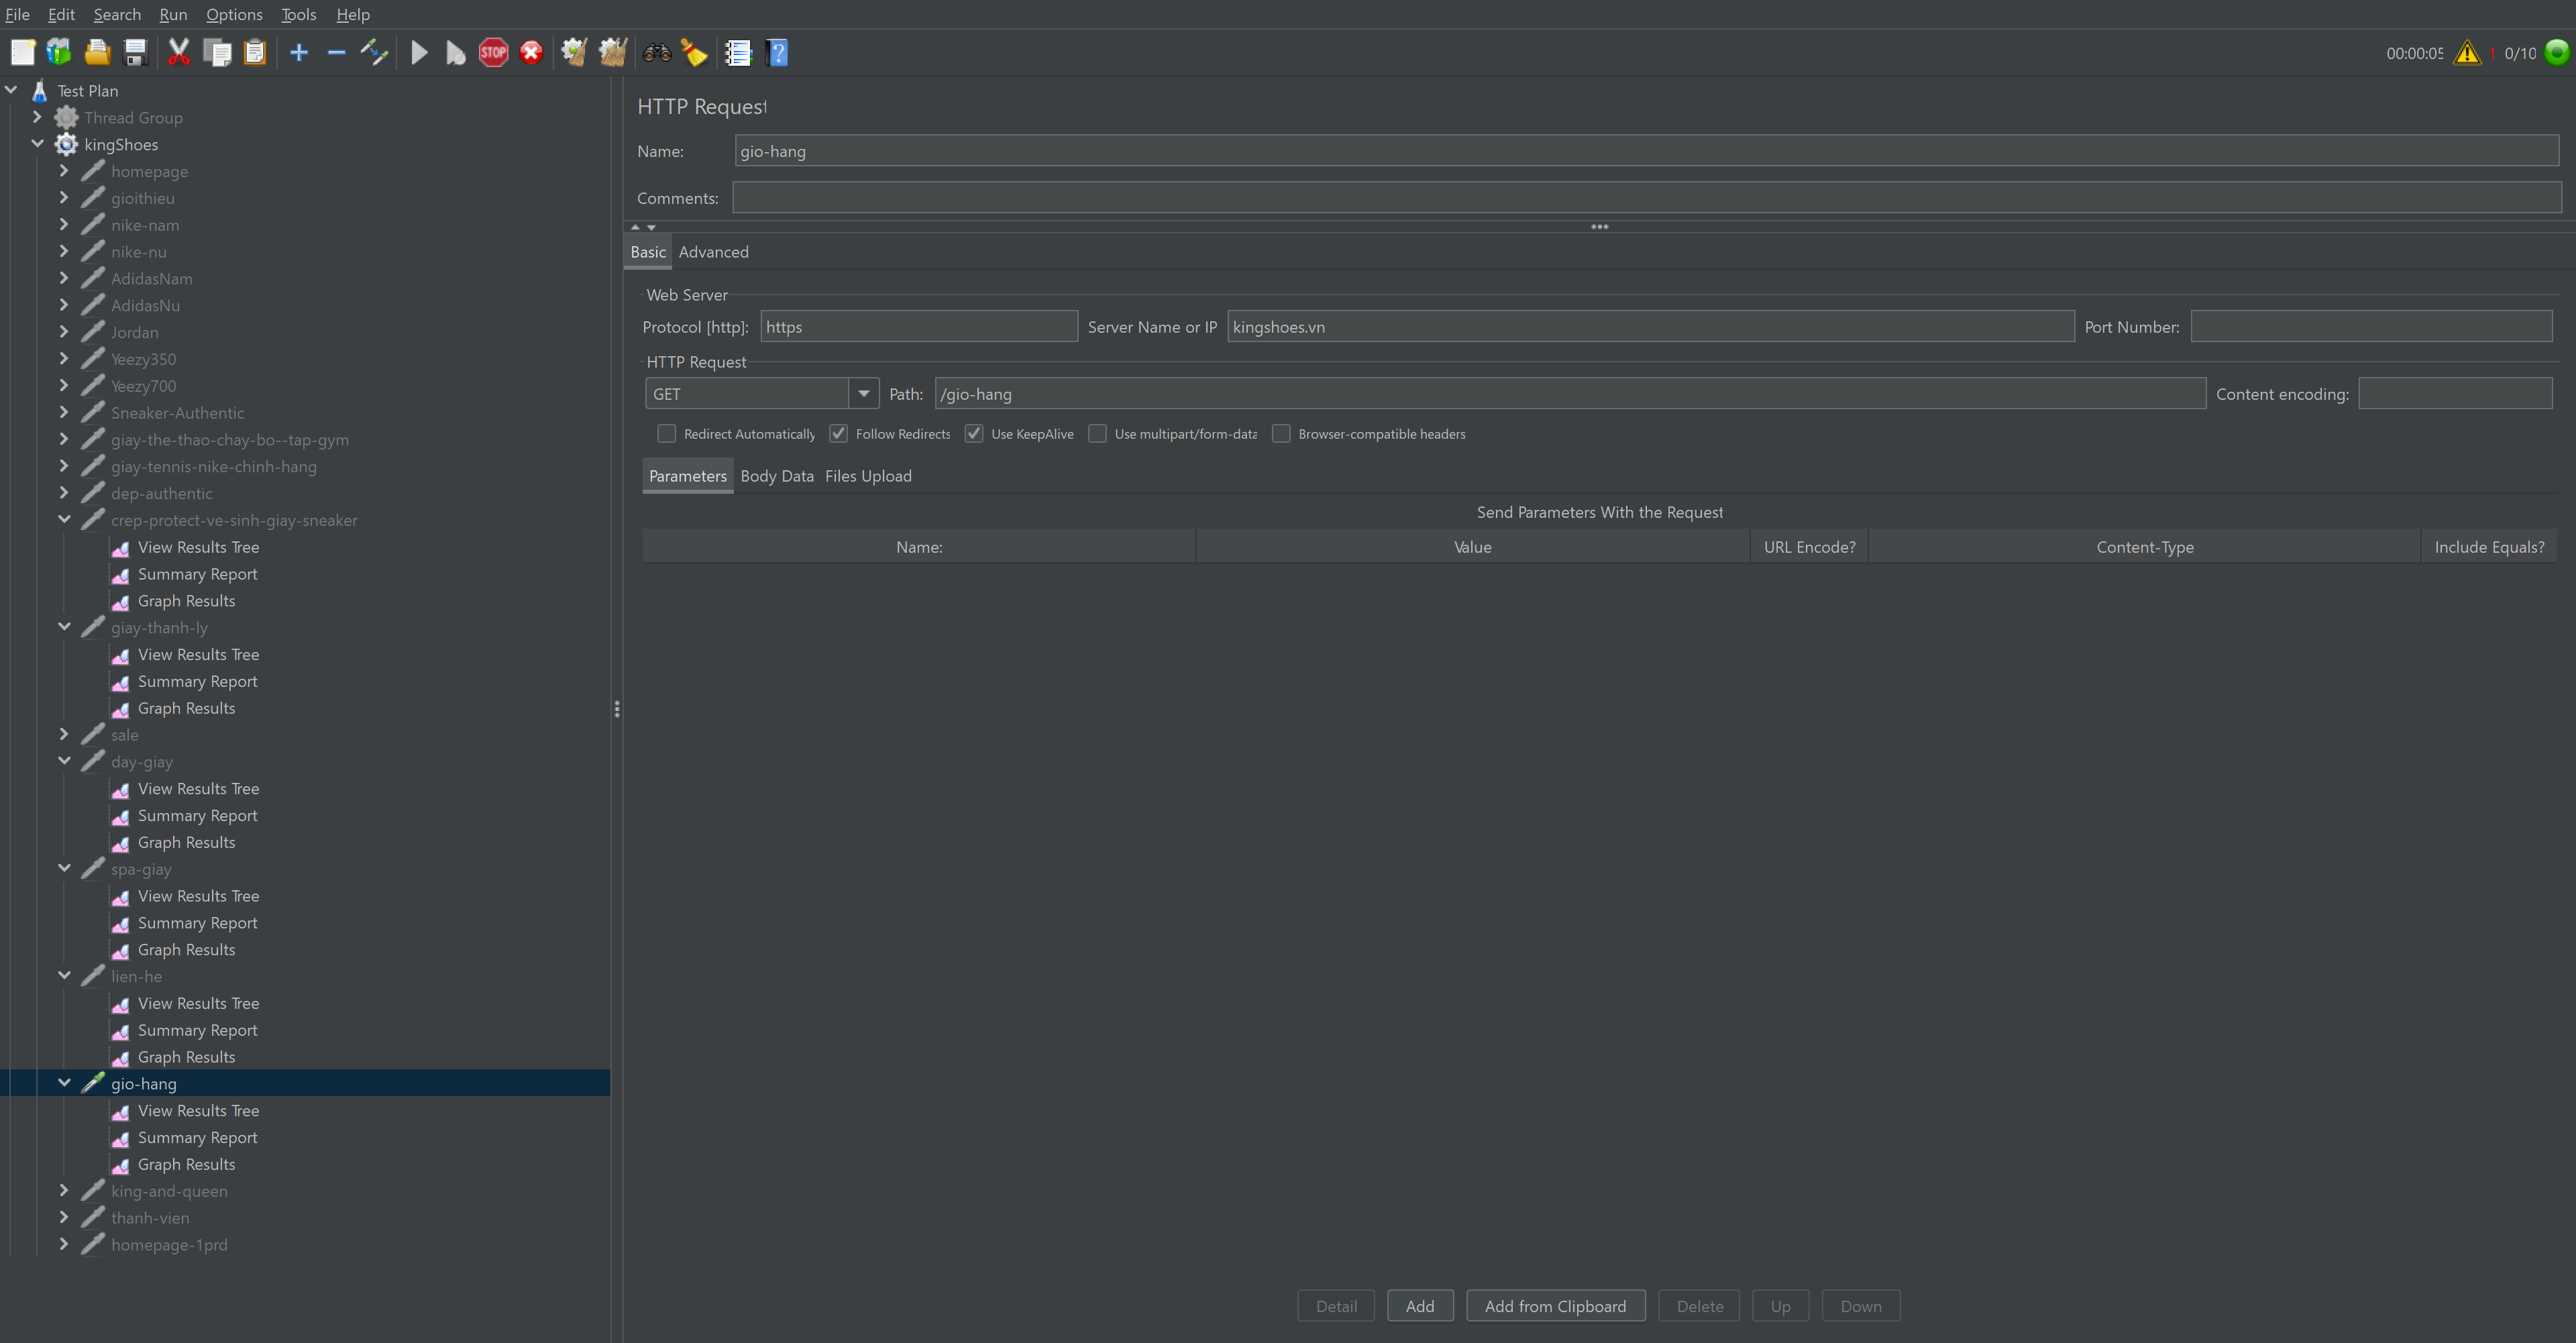 File Edit Search Run Options Tools Help
00:00:05 1 0/10
Test Plan
Thread Group
kingShoes
homepage
gioithieu
nike-nam
nike-nu
AdidasNam
AdidasNu
Jordan
Yeezy350
Yeezy700
Sneaker-Authentic
giay-the-thao-chay-bo--tap-gym
giay-tennis-nike-chinh-hang
dep-authentic
crep-protect-ve-sinh-giay-sneaker
View Results Tree
Summary Report
Graph Results
giay-thanh-ly
View Results Tree
Summary Report
Graph Results
sale
day-giay
View Results Tree
Summary Report
Graph Results
spa-giay
View Results Tree
Summary Report
Graph Results
lien-he
View Results Tree
Summary Report
Graph Results
gio-hang
View Results Tree
Summary Report
Graph Results
king-and-queen
thanh-vien
homepage-1prd
HTTP Request
Name: gio-hang
Comments:
Basic Advanced
Web Server
Protocol [http]: https Server Name or IP kingshoes.vn Port Number:
HTTP Request
GET Path: /gio-hang Content encoding:
Redirect Automatically Follow Redirects Use KeepAlive Use multipart/form-data Browser-compatible headers
Parameters Body Data Files Upload
Send Parameters With the Request
Name: Value URL Encode? Content-Type Include Equals?
Detail Add Add from Clipboard Delete Up Down
STOP